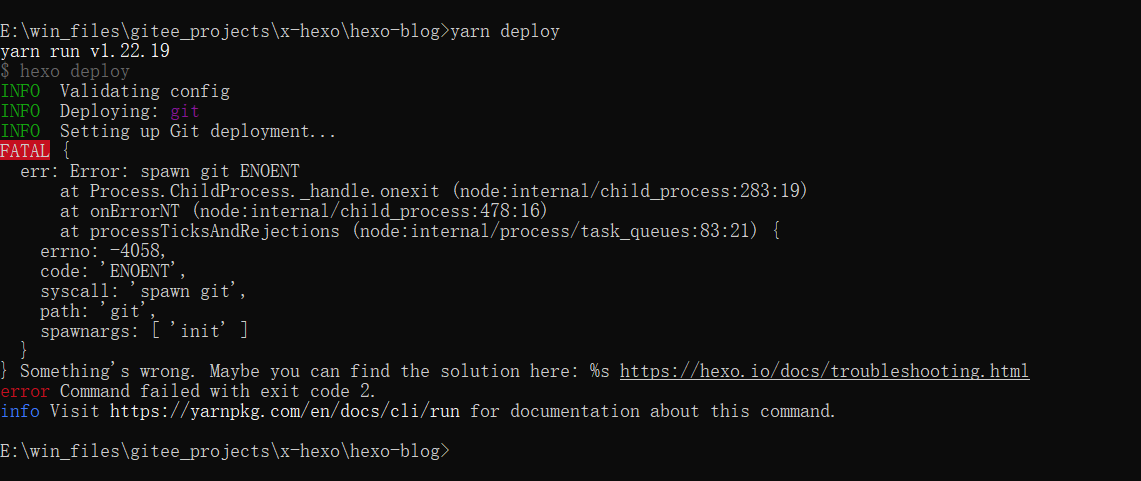 E:\win_files\gitee_projects\x-hexo\hexo-blog>yarn deploy
yarn run v1.22.19
$ hexo deploy
INFO  Validating config
INFO  Deploying: git
INFO  Setting up Git deployment...
FATAL {
  err: Error: spawn git ENOENT
      at Process.ChildProcess._handle.onexit (node:internal/child_process:283:19)
      at onErrorNT (node:internal/child_process:478:16)
      at processTicksAndRejections (node:internal/process/task_queues:83:21) {
    errno: -4058,
    code: 'ENOENT',
    syscall: 'spawn git',
    path: 'git',
    spawnargs: [ 'init' ]
  }
} Something's wrong. Maybe you can find the solution here: %s https://hexo.io/docs/troubleshooting.html
error Command failed with exit code 2.
info Visit https://yarnpkg.com/en/docs/cli/run for documentation about this command.
E:\win_files\gitee_projects\x-hexo\hexo-blog>